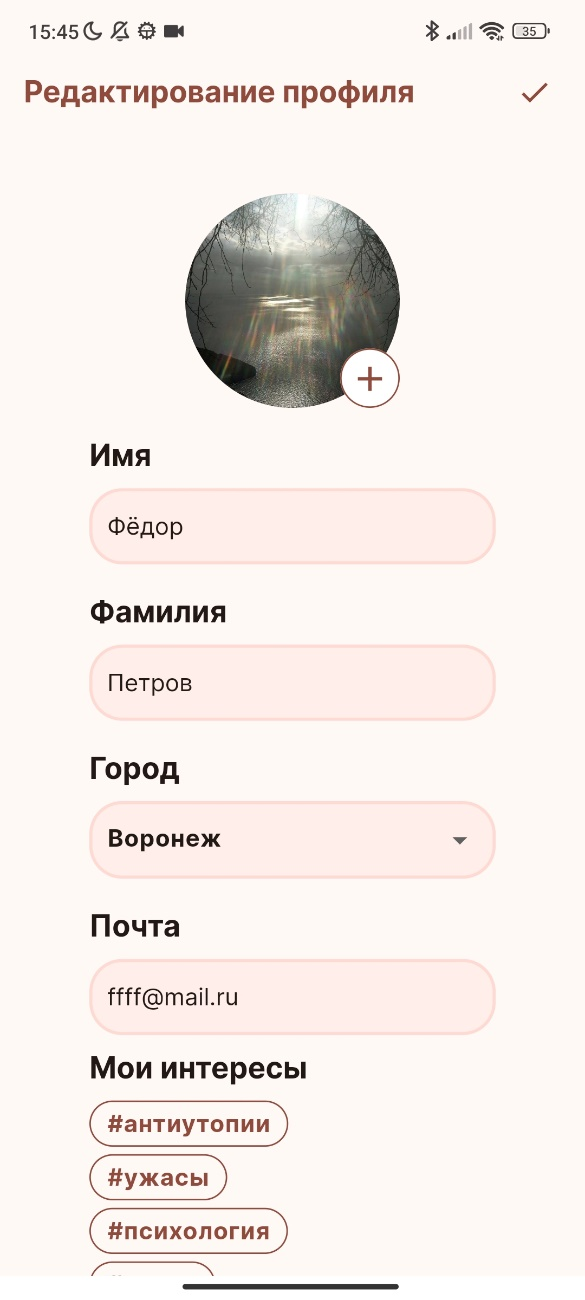 15:45
35
Редактирование профиля
Имя
Фёдор
Фамилия
Петров
Город
Воронеж
Почта
ffff@mail.ru
Мои интересы
#антиутопии
#ужасы
#психология